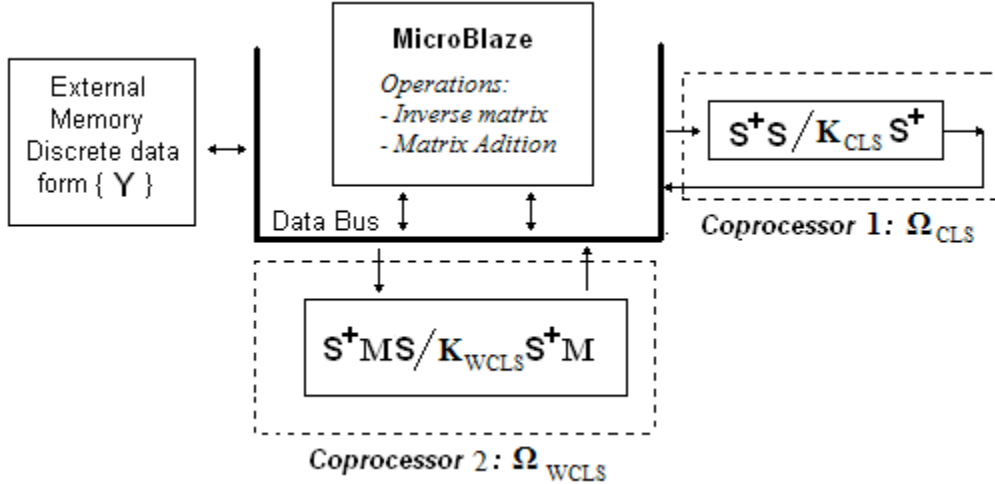 External
Memory
Discrete data
form { Y }
MicroBlaze
Operations:
- Inverse matrix
- Matrix Adition
Data Bus
S⁺S/K_CLS S⁺
Coprocessor 1: Ω_CLS
S⁺MS/K_WCLS S⁺M
Coprocessor 2: Ω_WCLS